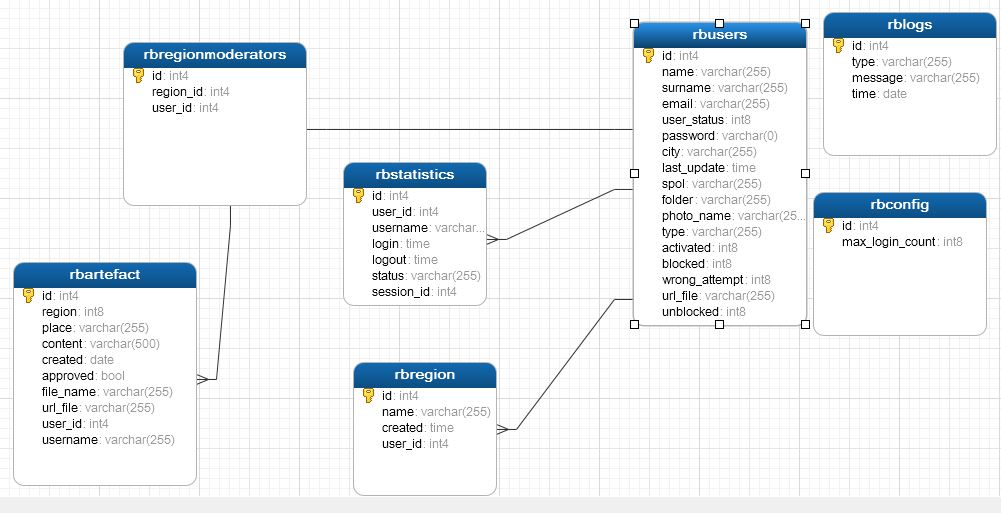 rbregionmoderators
id: int4
region_id: int4
user_id: int4
rbusers
id: int4
name: varchar(255)
surname: varchar(255)
email: varchar(255)
user_status: int8
password: varchar(0)
city: varchar(255)
last_update: time
spol: varchar(255)
folder: varchar(255)
photo_name: varchar(25...
type: varchar(255)
activated: int8
blocked: int8
wrong_attempt: int8
url_file: varchar(255)
unblocked: int8
rblogs
id: int4
type: varchar(255)
message: varchar(255)
time: date
rbstatistics
id: int4
user_id: int4
username: varchar...
login: time
logout: time
status: varchar(255)
session_id: int4
rbconfig
id: int4
max_login_count: int8
rbartefact
id: int4
region: int8
place: varchar(255)
content: varchar(500)
created: date
approved: bool
file_name: varchar(255)
url_file: varchar(255)
user_id: int4
username: varchar(255)
rbregion
id: int4
name: varchar(255)
created: time
user_id: int4